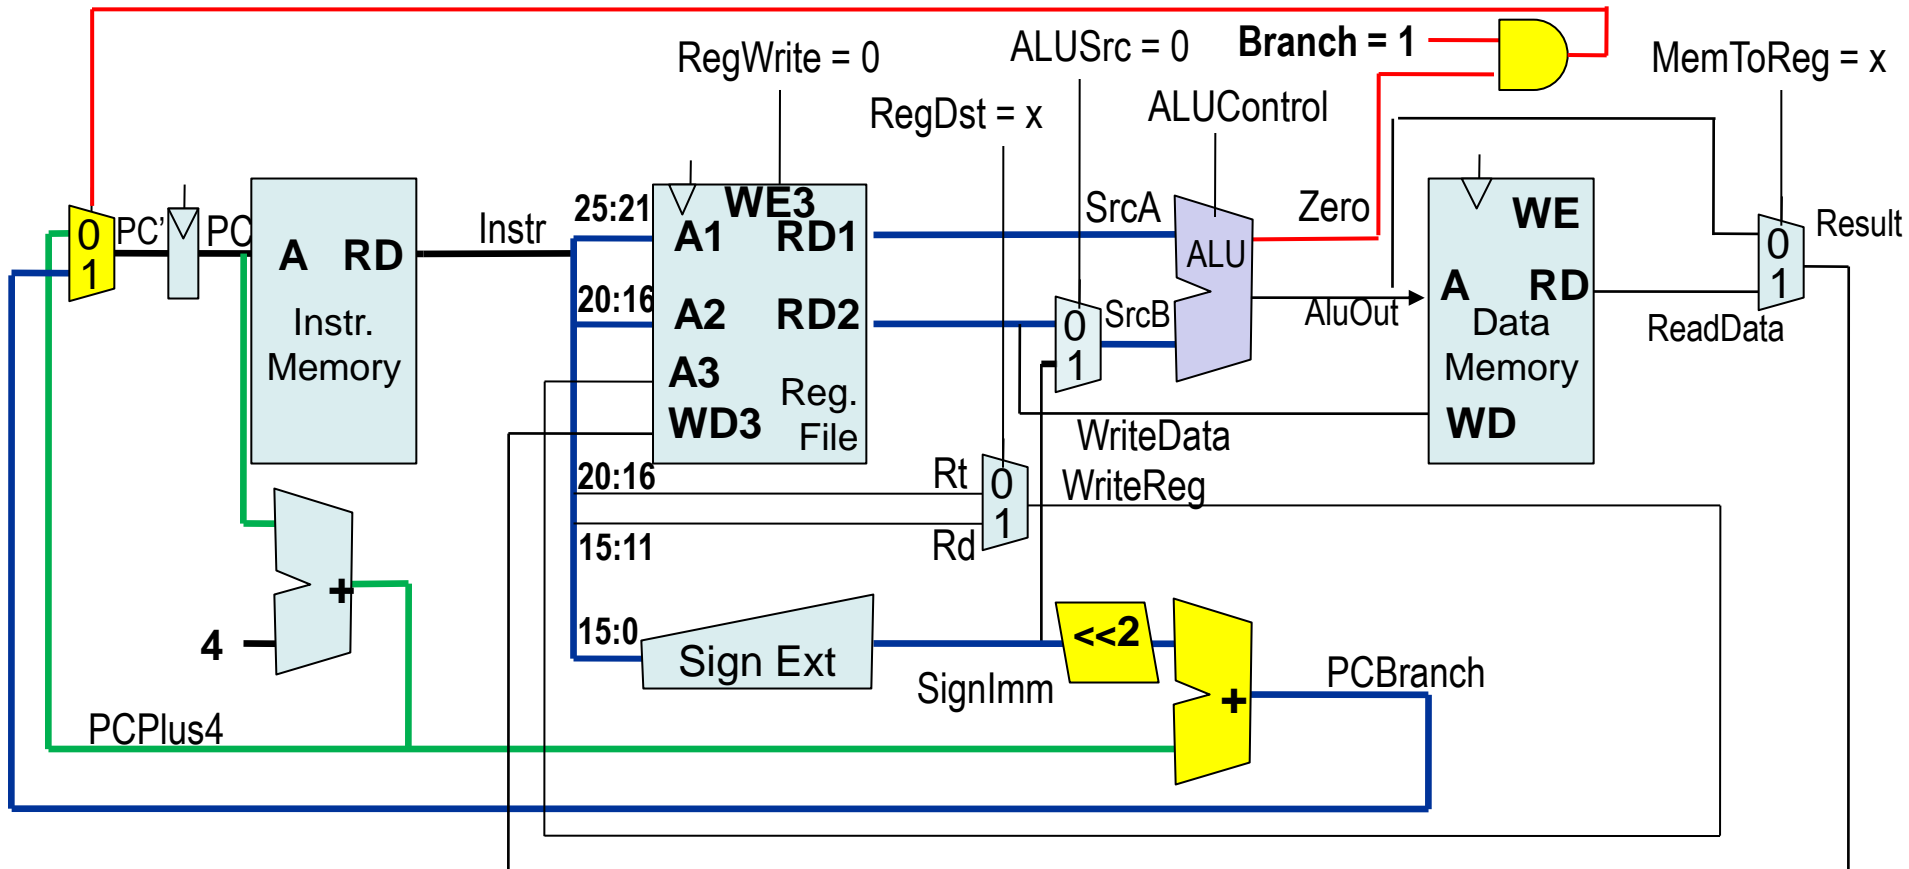 RegWrite = 0
ALUSrc = 0
Branch = 1
MemToReg = x
RegDst = x
ALUControl
PC'
PC
0
1
A RD
Instr.
Memory
Instr
25:21
20:16
WE3
A1 RD1
A2 RD2
A3
WD3
Reg.
File
SrcA
SrcB
0
1
ALU
Zero
AluOut
WE
A RD
Data
Memory
WD
ReadData
0
1
Result
WriteData
WriteReg
20:16
Rt
0
1
Rd
15:11
15:0
Sign Ext
SignImm
<<2
+
PCBranch
+
4
PCPlus4